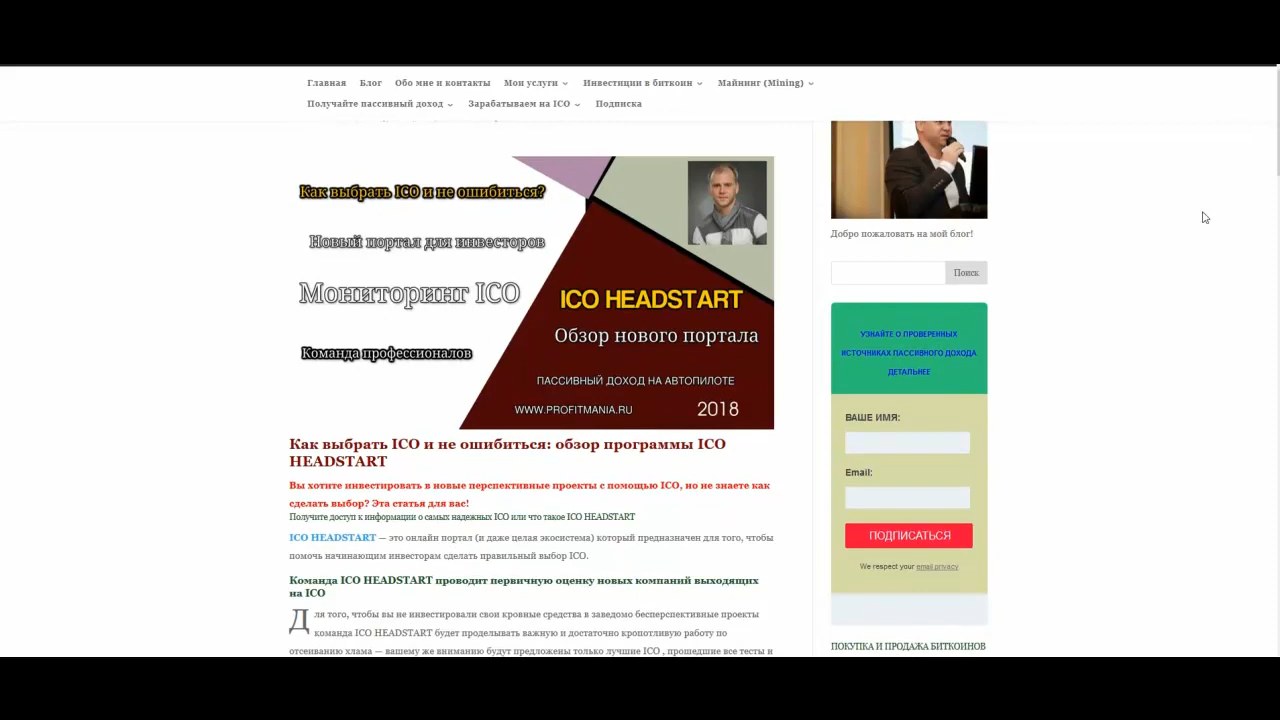 Главная Блог Обо мне и контакты Мои услуги Инвестиции в биткоин Майнинг (Mining)
Получайте пассивный доход Зарабатываем на ICO Подписка
Как выбрать ICO и не ошибиться?
Новый портал для инвесторов
Мониторинг ICO
Команда профессионалов
ICO HEADSTART
Обзор нового портала
ПАССИВНЫЙ ДОХОД НА АВТОПИЛОТЕ
WWW.PROFITMANIA.RU 2018
Как выбрать ICO и не ошибиться: обзор программы ICO
HEADSTART
Вы хотите инвестировать в новые перспективные проекты с помощью ICO, но не знаете как
сделать выбор? Эта статья для вас!
Получите доступ к информации о самых надежных ICO или что такое ICO HEADSTART
ICO HEADSTART — это онлайн портал (и даже целая экосистема) который предназначен для того, чтобы
помочь начинающим инвесторам сделать правильный выбор ICO.
Команда ICO HEADSTART проводит первичную оценку новых компаний выходящих
на ICO
Для того, чтобы вы не инвестировали свои кровные средства в заведомо бесперспективные проекты
команда ICO HEADSTART будет проделывать важную и достаточно кропотливую работу по
отсеиванию хлама — вашему же вниманию будут предложены только лучшие ICO , прошедшие все тесты и
Добро пожаловать на мой блог!
Поиск
УЗНАЙТЕ О ПРОВЕРЕННЫХ
ИСТОЧНИКАХ ПАССИВНОГО ДОХОДА
ДЕТАЛЬНЕЕ
ВАШЕ ИМЯ:
Email:
ПОДПИСАТЬСЯ
We respect your email privacy
ПОКУПКА И ПРОДАЖА БИТКОИНОВ